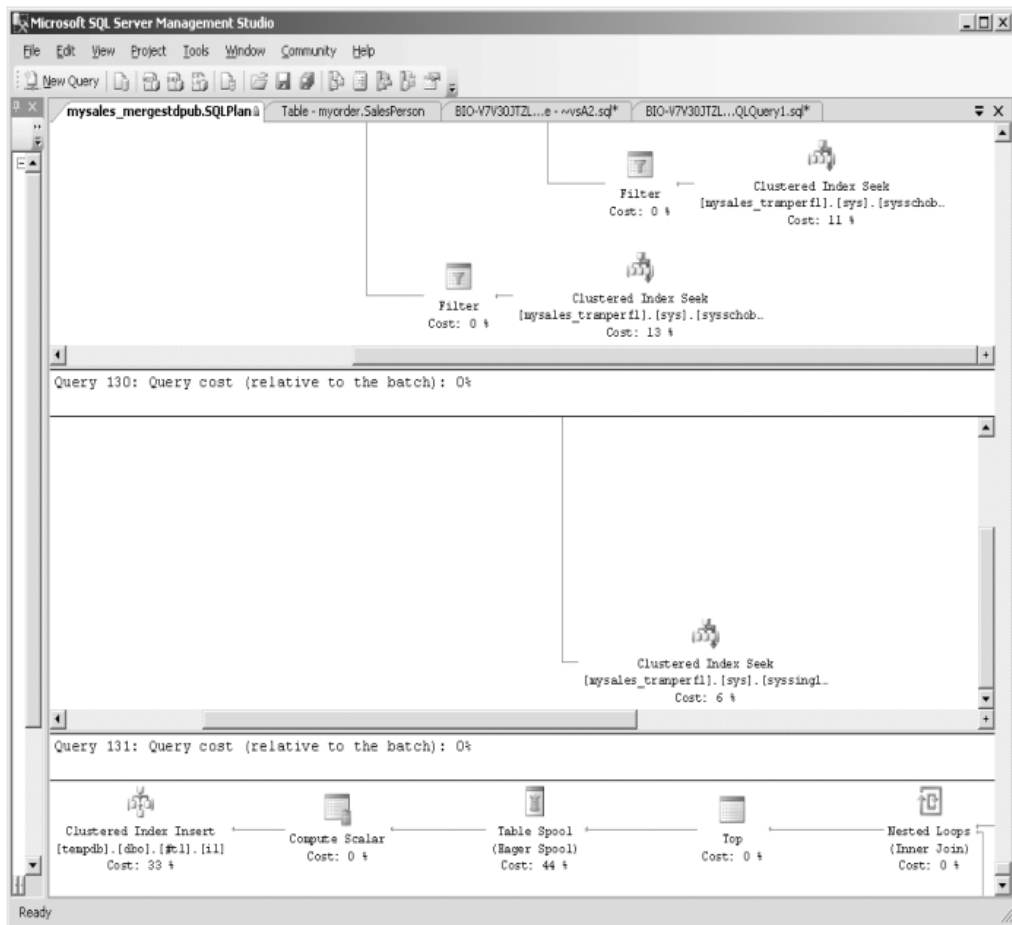 Microsoft SQL Server Management Studio
File Edit View Project Tools Window Community Help
New Query
mysales_mergestdpub.SQLPlan Table - myorder.SalesPerson BIO-V7V30JTZL...e - ~vsA2.sql* BIO-V7V30JTZL...QLQuery1.sql*
Filter
Cost: 0 %
Clustered Index Seek
[mysales_tranperfl].[sys].[sysschob...
Cost: 11 %
Filter
Cost: 0 %
Clustered Index Seek
[mysales_tranperfl].[sys].[sysschob...
Cost: 13 %
Query 130: Query cost (relative to the batch): 0%
Clustered Index Seek
[mysales_tranperfl].[sys].[syssingl...
Cost: 6 %
Query 131: Query cost (relative to the batch): 0%
Clustered Index Insert
[tempdb].[dbo].[#tl].[il]
Cost: 33 %
Compute Scalar
Cost: 0 %
Table Spool
(Eager Spool)
Cost: 44 %
Top
Cost: 0 %
Nested Loops
(Inner Join)
Cost: 0 %
Ready